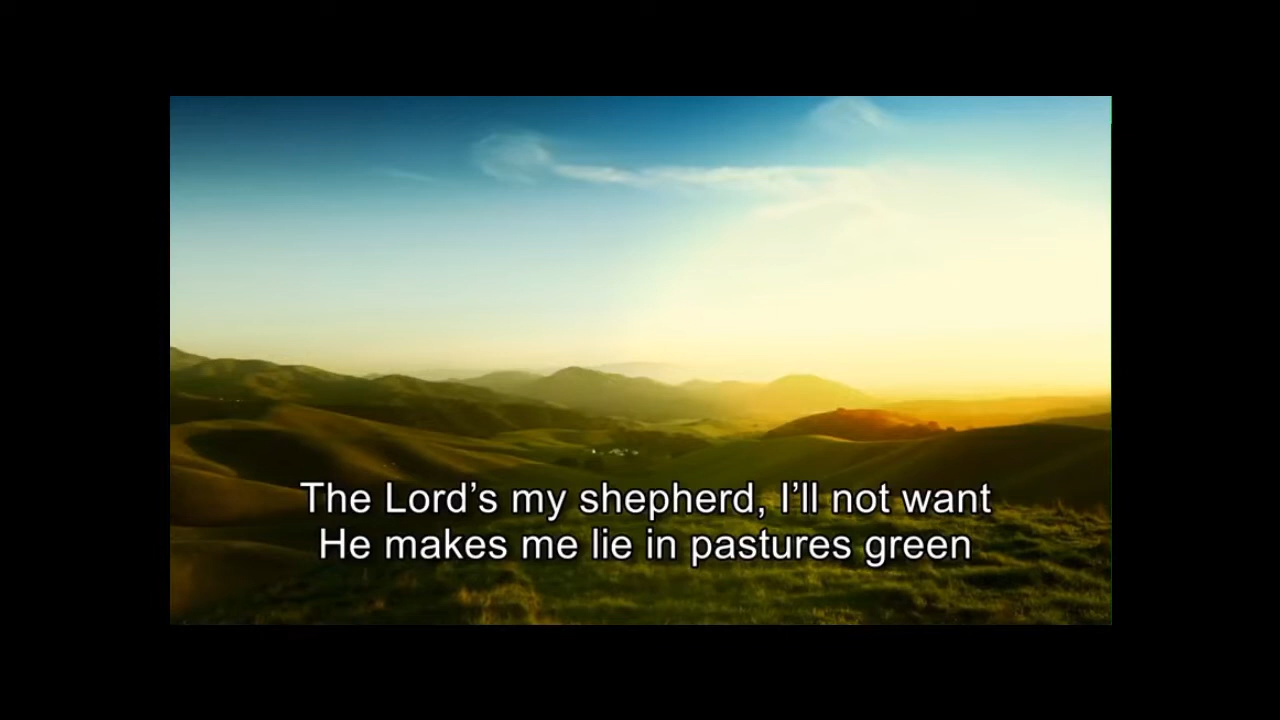 The Lord’s my shepherd, I’ll not want
He makes me lie in pastures green